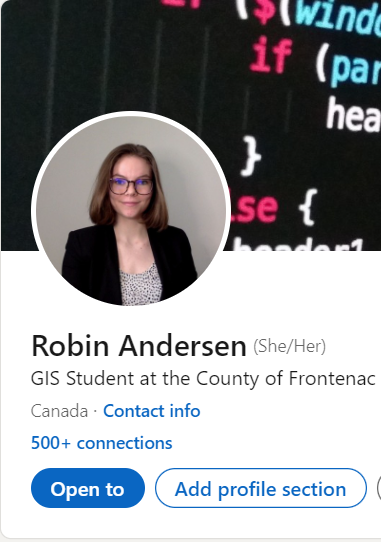 if ($(windo
if (par
hea
}
lse {
header1
Robin Andersen (She/Her)
GIS Student at the County of Frontenac
Canada · Contact info
500+ connections
Open to
Add profile section